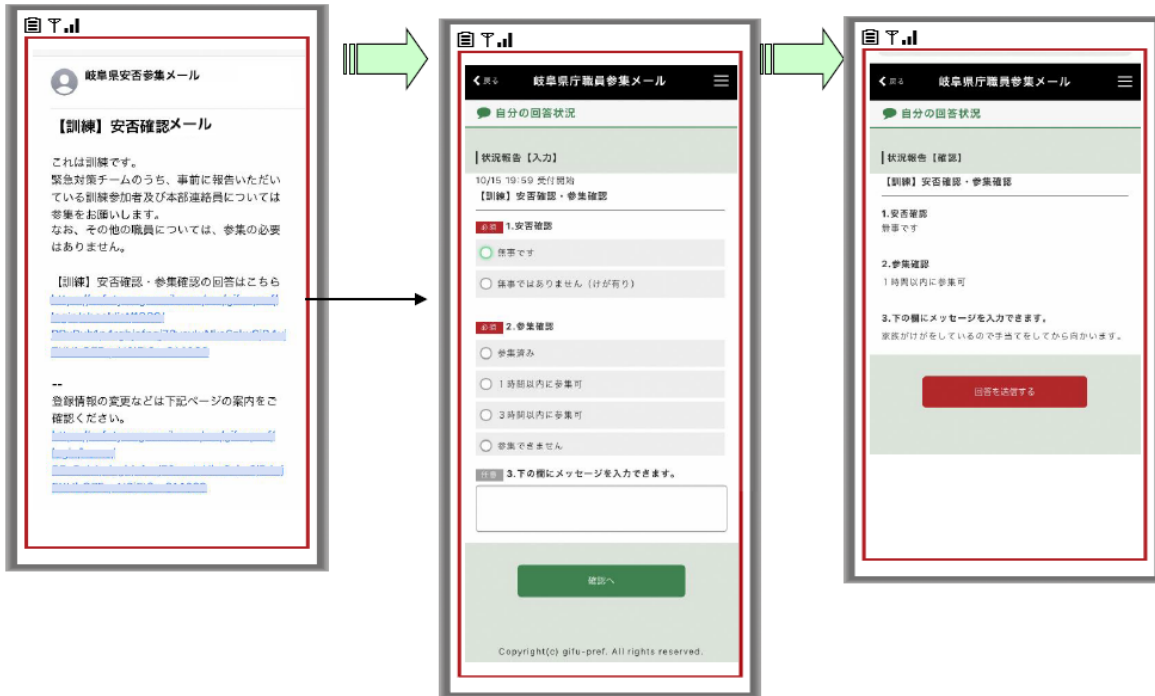 岐阜県安否参集メール
【訓練】安否確認メール
これは訓練です。
緊急対策チームのうち、事前に報告いただい
ている訓練参加者及び本部連絡員については
参集をお願いします。
なお、その他の職員については、参集の必要
はありません。
【訓練】安否確認・参集確認の回答はこちら
--
登録情報の変更などは下記ページの案内をご
確認ください。
戻る 岐阜県庁職員参集メール
自分の回答状況
状況報告【入力】
10/15 19:59 受付開始
【訓練】安否確認・参集確認
必須 1.安否確認
無事です
無事ではありません（けが有り）
必須 2.参集確認
参集済み
1時間以内に参集可
3時間以内に参集可
参集できません
任意 3.下の欄にメッセージを入力できます。
確認へ
Copyright(c) gifu-pref. All rights reserved.
戻る 岐阜県庁職員参集メール
自分の回答状況
状況報告【確認】
【訓練】安否確認・参集確認
1.安否確認
無事です
2.参集確認
1時間以内に参集可
3.下の欄にメッセージを入力できます。
家族がけがをしているので手当てをしてから向かいます。
回答を送信する